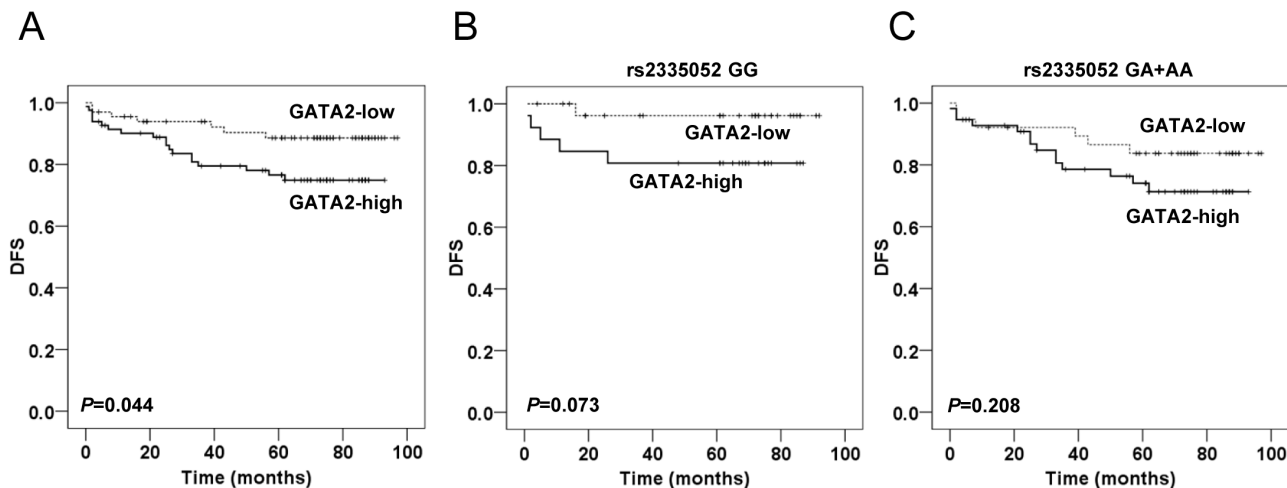 A
B
C
rs2335052 GG
rs2335052 GA+AA
1.0
0.8
0.6
0.4
0.2
0.0
DFS
GATA2-low
GATA2-high
P=0.044
0 20 40 60 80 100
Time (months)
1.0
0.8
0.6
0.4
0.2
0.0
DFS
GATA2-low
GATA2-high
P=0.073
0 20 40 60 80 100
Time (months)
1.0
0.8
0.6
0.4
0.2
0.0
DFS
GATA2-low
GATA2-high
P=0.208
0 20 40 60 80 100
Time (months)